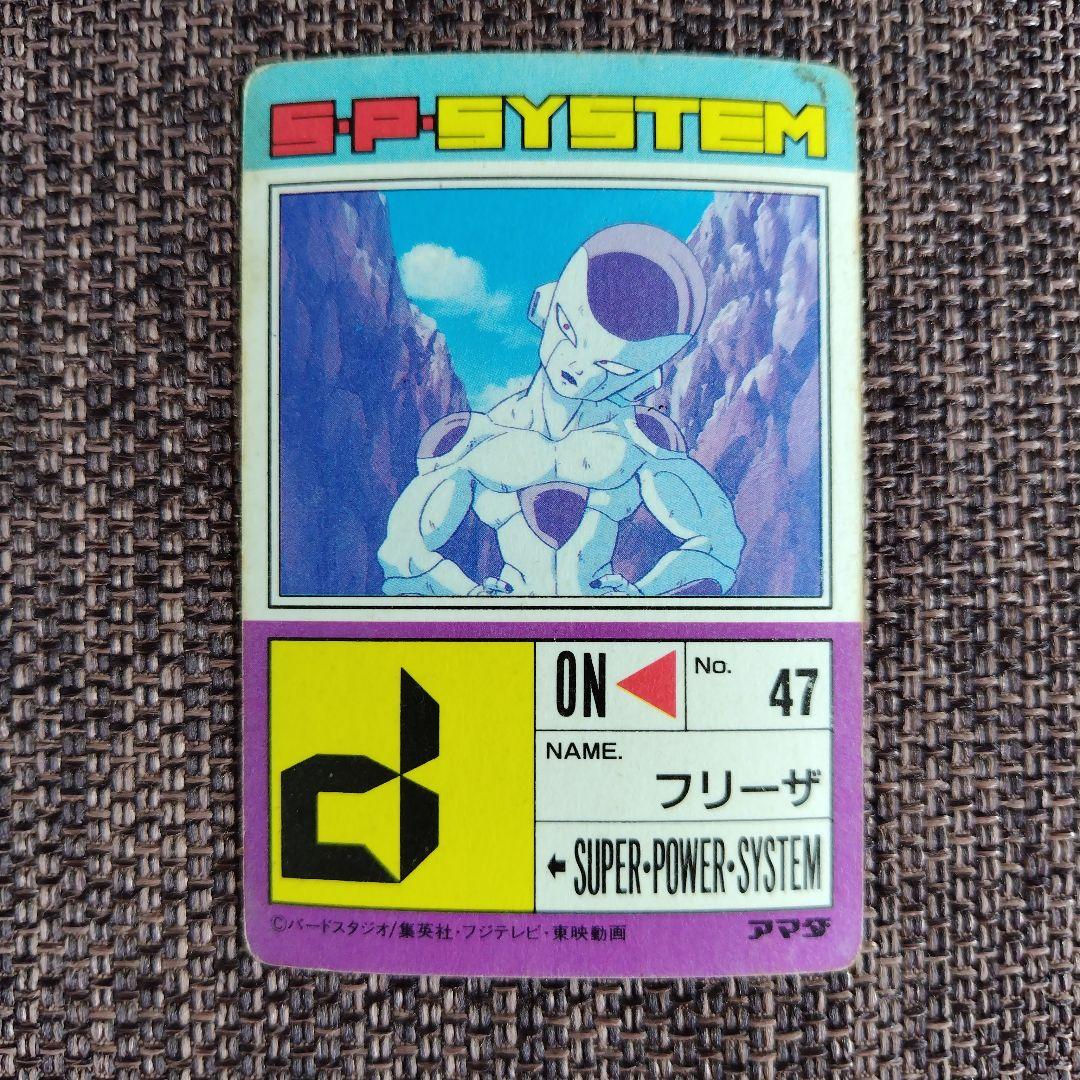 S・P・SYSTEM
ON
No.
47
NAME.
フリーザ
SUPER・POWER・SYSTEM
©バードスタジオ/集英社・フジテレビ・東映動画
アマダ